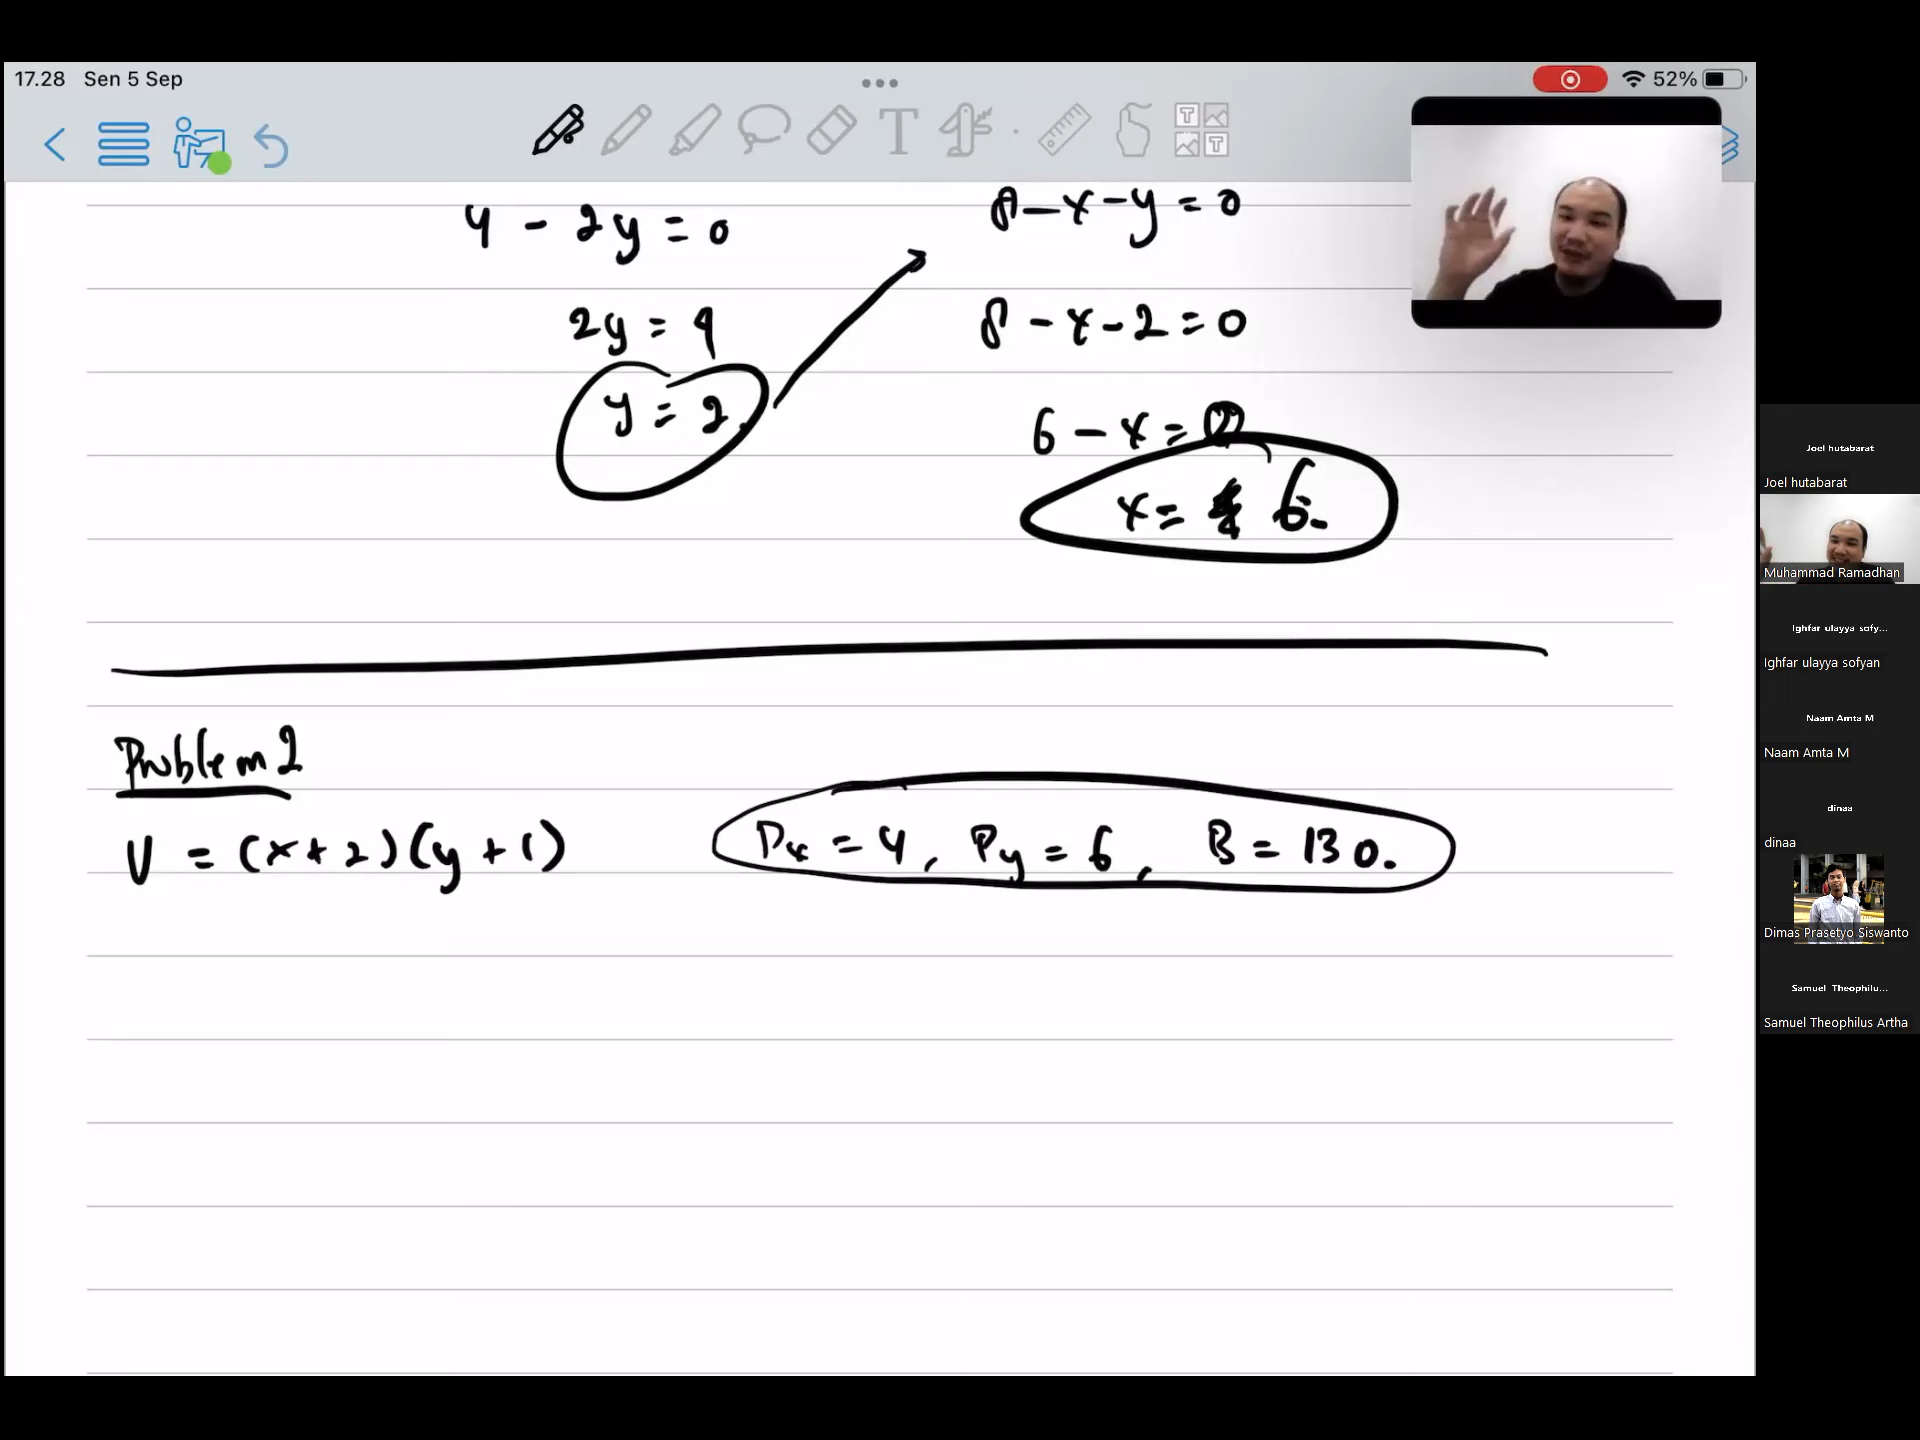 17.28 Sen 5 Sep
52%
4 - 2y = 0
8 - x - y = 0
2y = 4
8 - x - 2 = 0
y = 2.
6 - x = 0
x = 6.
Problem 2
U = (x + 2)(y + 1)
Px = 4, Py = 6, B = 130.
Joel hutabarat
Joel hutabarat
Muhammad Ramadhan
Ighfar ulayya sofy...
Ighfar ulayya sofyan
Naam Amta M
Naam Amta M
dinaa
dinaa
Dimas Prasetyo Siswanto
Samuel Theophilu...
Samuel Theophilus Artha